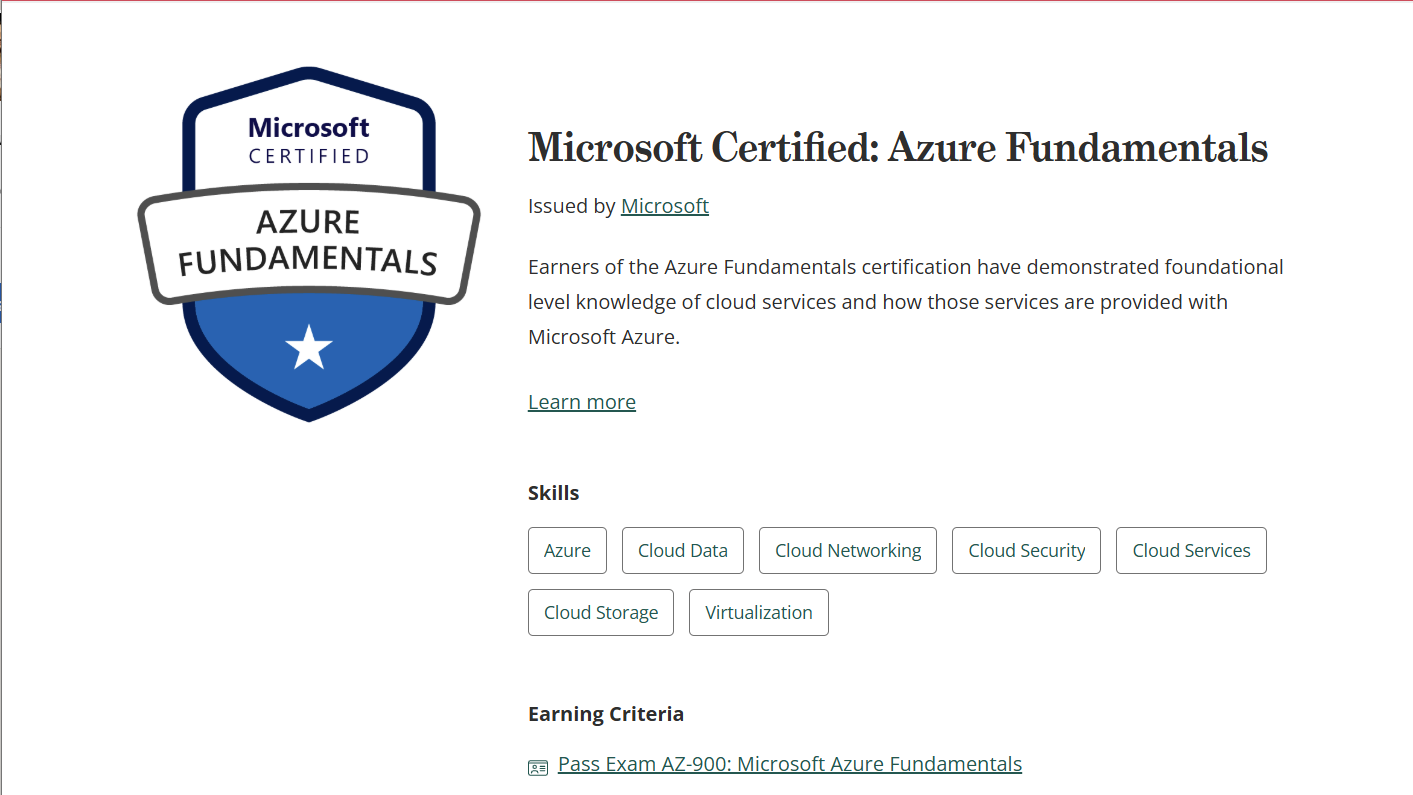 Microsoft
CERTIFIED
AZURE
FUNDAMENTALS
Microsoft Certified: Azure Fundamentals
Issued by Microsoft
Earners of the Azure Fundamentals certification have demonstrated foundational
level knowledge of cloud services and how those services are provided with
Microsoft Azure.
Learn more
Skills
Azure
Cloud Data
Cloud Networking
Cloud Security
Cloud Services
Cloud Storage
Virtualization
Earning Criteria
Pass Exam AZ-900: Microsoft Azure Fundamentals